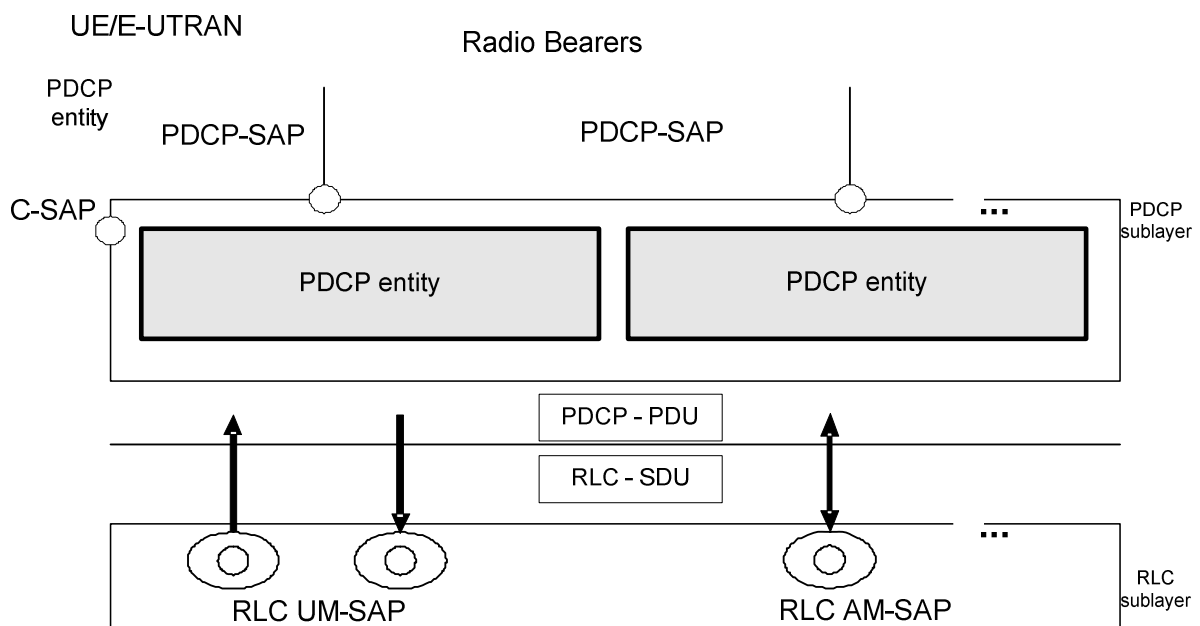 UE/E-UTRAN
Radio Bearers
PDCP
entity
PDCP-SAP
PDCP-SAP
C-SAP
...
PDCP
sublayer
PDCP entity
PDCP entity
PDCP - PDU
RLC - SDU
...
RLC UM-SAP
RLC AM-SAP
RLC
sublayer